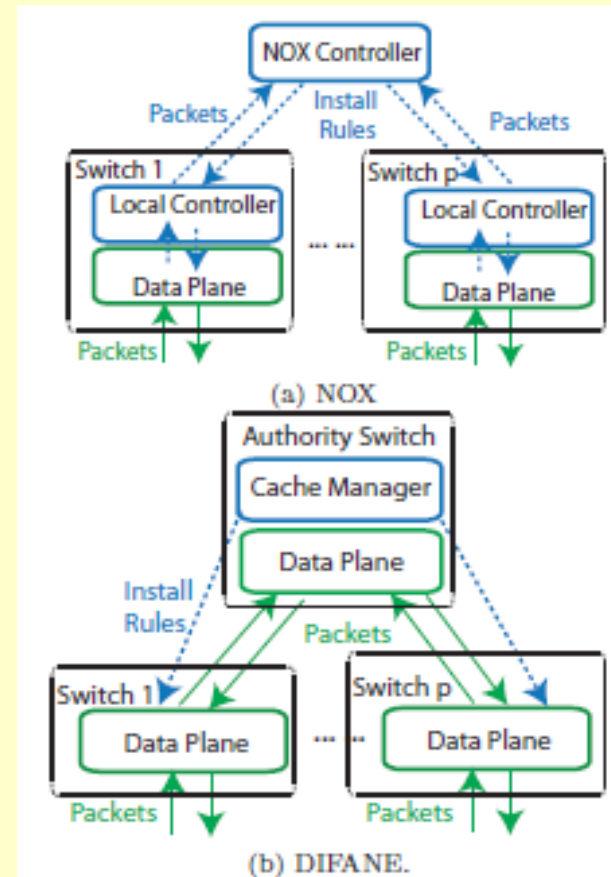 NOX Controller
Packets
Install
Rules
Packets
Switch 1
Switch p
Local Controller
Local Controller
... ...
Data Plane
Data Plane
Packets
Packets
(a) NOX
Authority Switch
Cache Manager
Data Plane
Install
Rules
Packets
Switch 1
Switch p
Data Plane
... ...
Data Plane
Packets
Packets
(b) DIFANE.